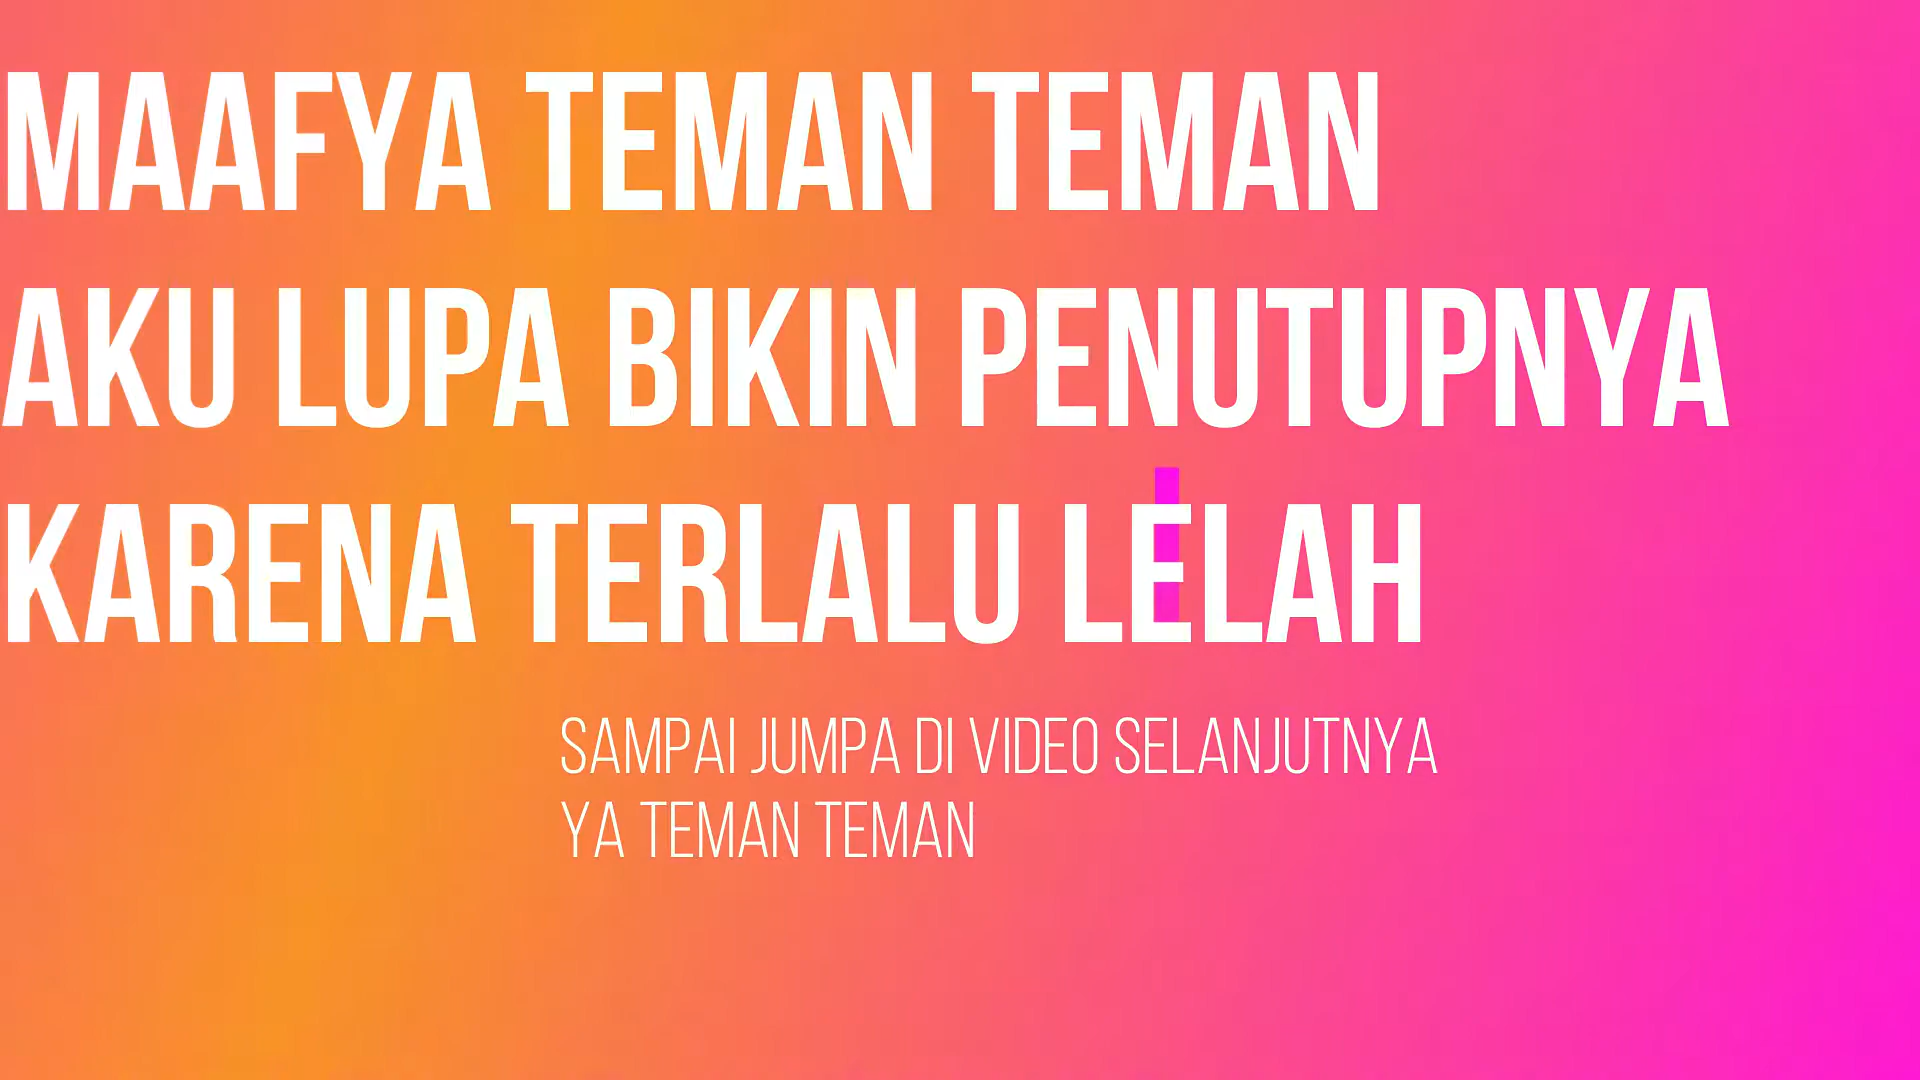 MAAFYA TEMAN TEMAN
AKU LUPA BIKIN PENUTUPNYA
KARENA TERLALU LELAH
SAMPAI JUMPA DI VIDEO SELANJUTNYA
YA TEMAN TEMAN